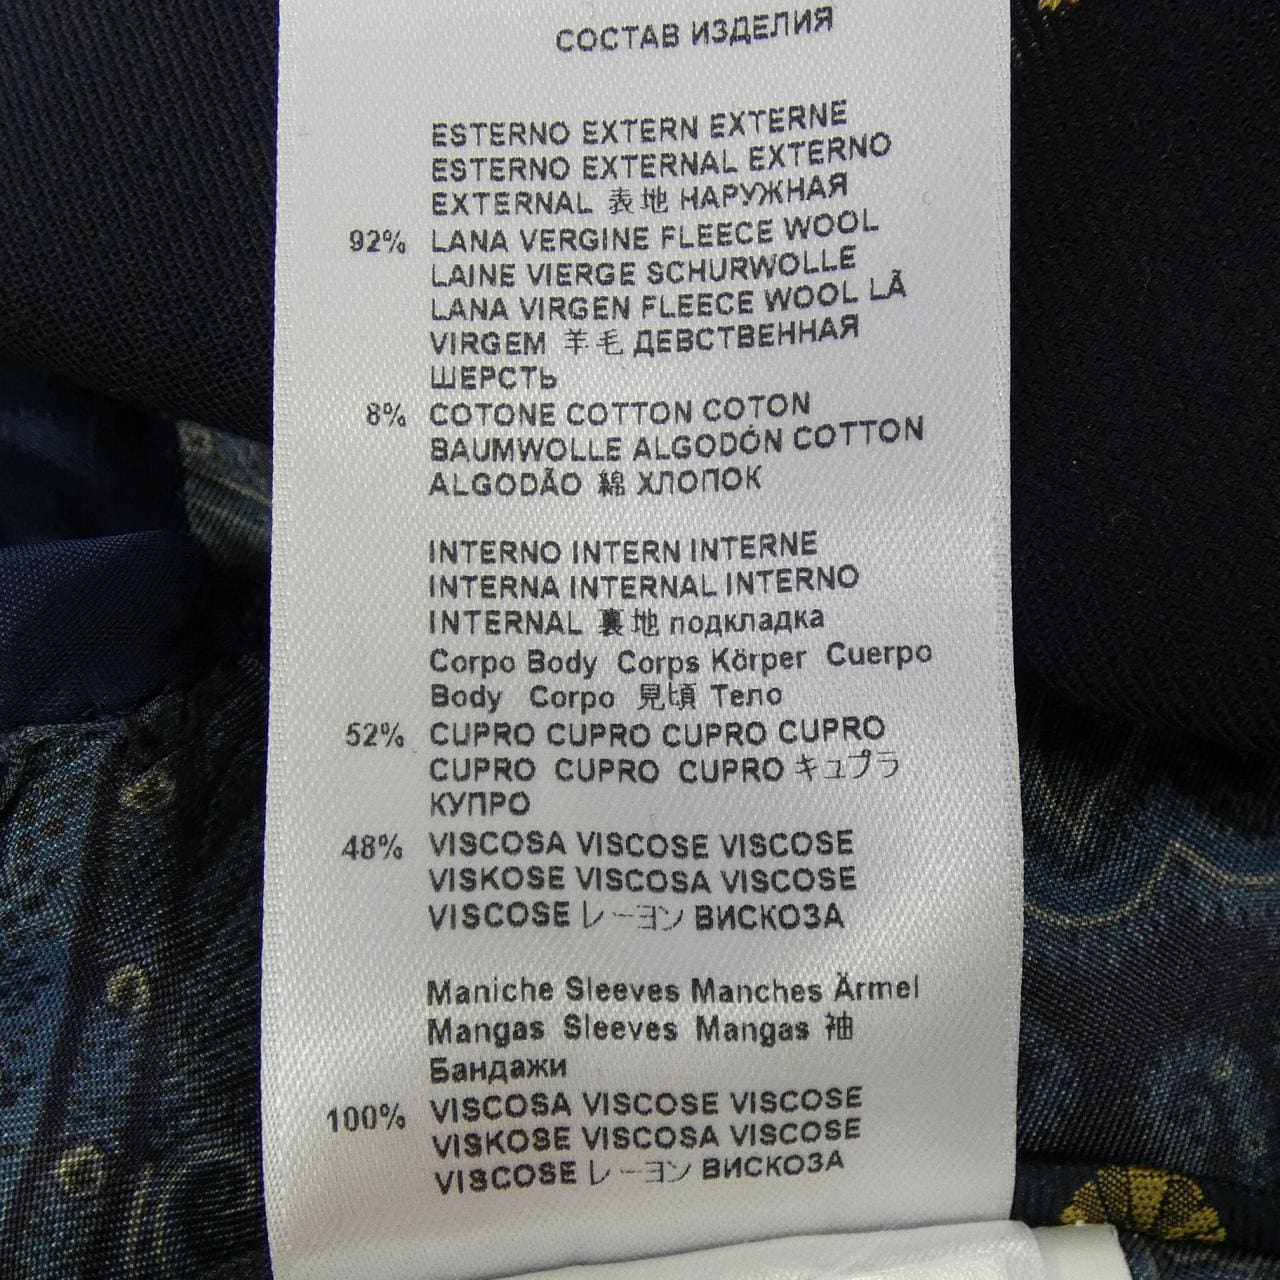 СОСТАВ ИЗДЕЛИЯ
ESTERNO EXTERN EXTERNE
ESTERNO EXTERNAL EXTERNO
EXTERNAL 表地 НАРУЖНАЯ
92% LANA VERGINE FLEECE WOOL
LAINE VIERGE SCHURWOLLE
LANA VIRGEN FLEECE WOOL LÃ
VIRGEM 羊毛 ДЕВСТВЕННАЯ
ШЕРСТЬ
8% COTONE COTTON COTON
BAUMWOLLE ALGODÓN COTTON
ALGODÃO 綿 ХЛОПОК
INTERNO INTERN INTERNE
INTERNA INTERNAL INTERNO
INTERNAL 裏地 подкладка
Corpo Body Corps Körper Cuerpo
Body Corpo 見頃 Тело
52% CUPRO CUPRO CUPRO CUPRO
CUPRO CUPRO CUPRO キュプラ
КУПРО
48% VISCOSA VISCOSE VISCOSE
VISKOSE VISCOSA VISCOSE
VISCOSE レーヨン ВИСКОЗА
Maniche Sleeves Manches Ärmel
Mangas Sleeves Mangas 袖
Бандажи
100% VISCOSA VISCOSE VISCOSE
VISKOSE VISCOSA VISCOSE
VISCOSE レーヨン ВИСКОЗА